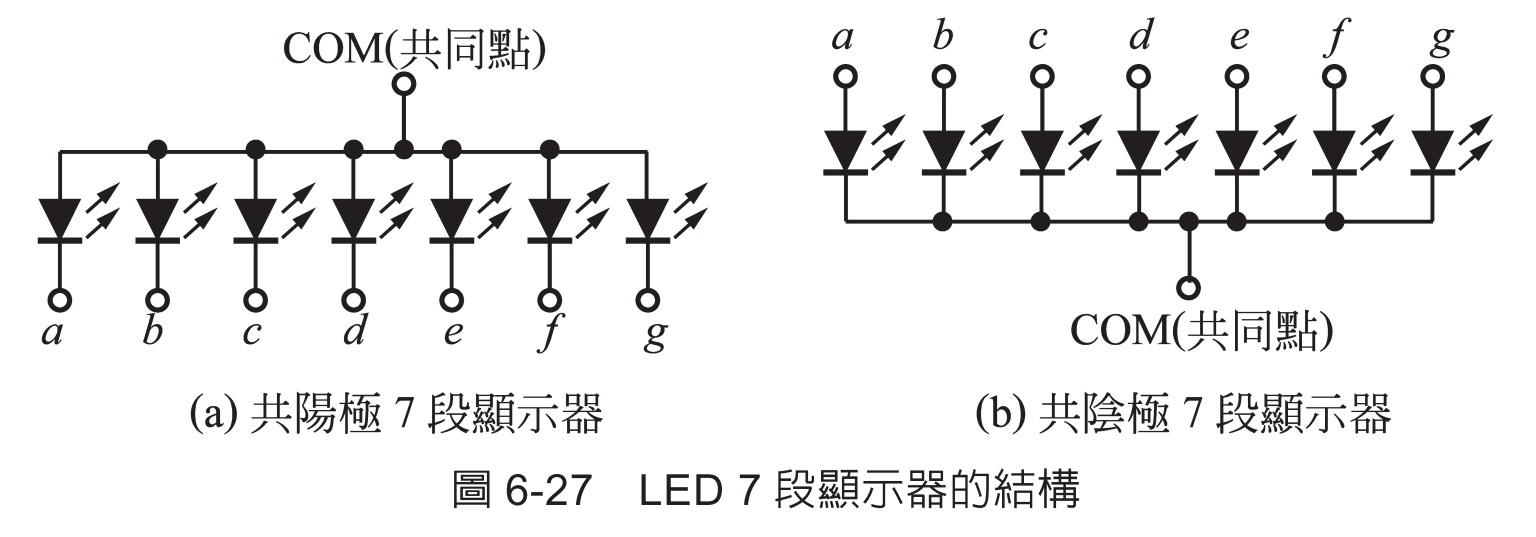 COM(共同點)
a b c d e f g
(a) 共陽極 7 段顯示器
a b c d e f g
COM(共同點)
(b) 共陰極 7 段顯示器
圖 6-27 LED 7 段顯示器的結構